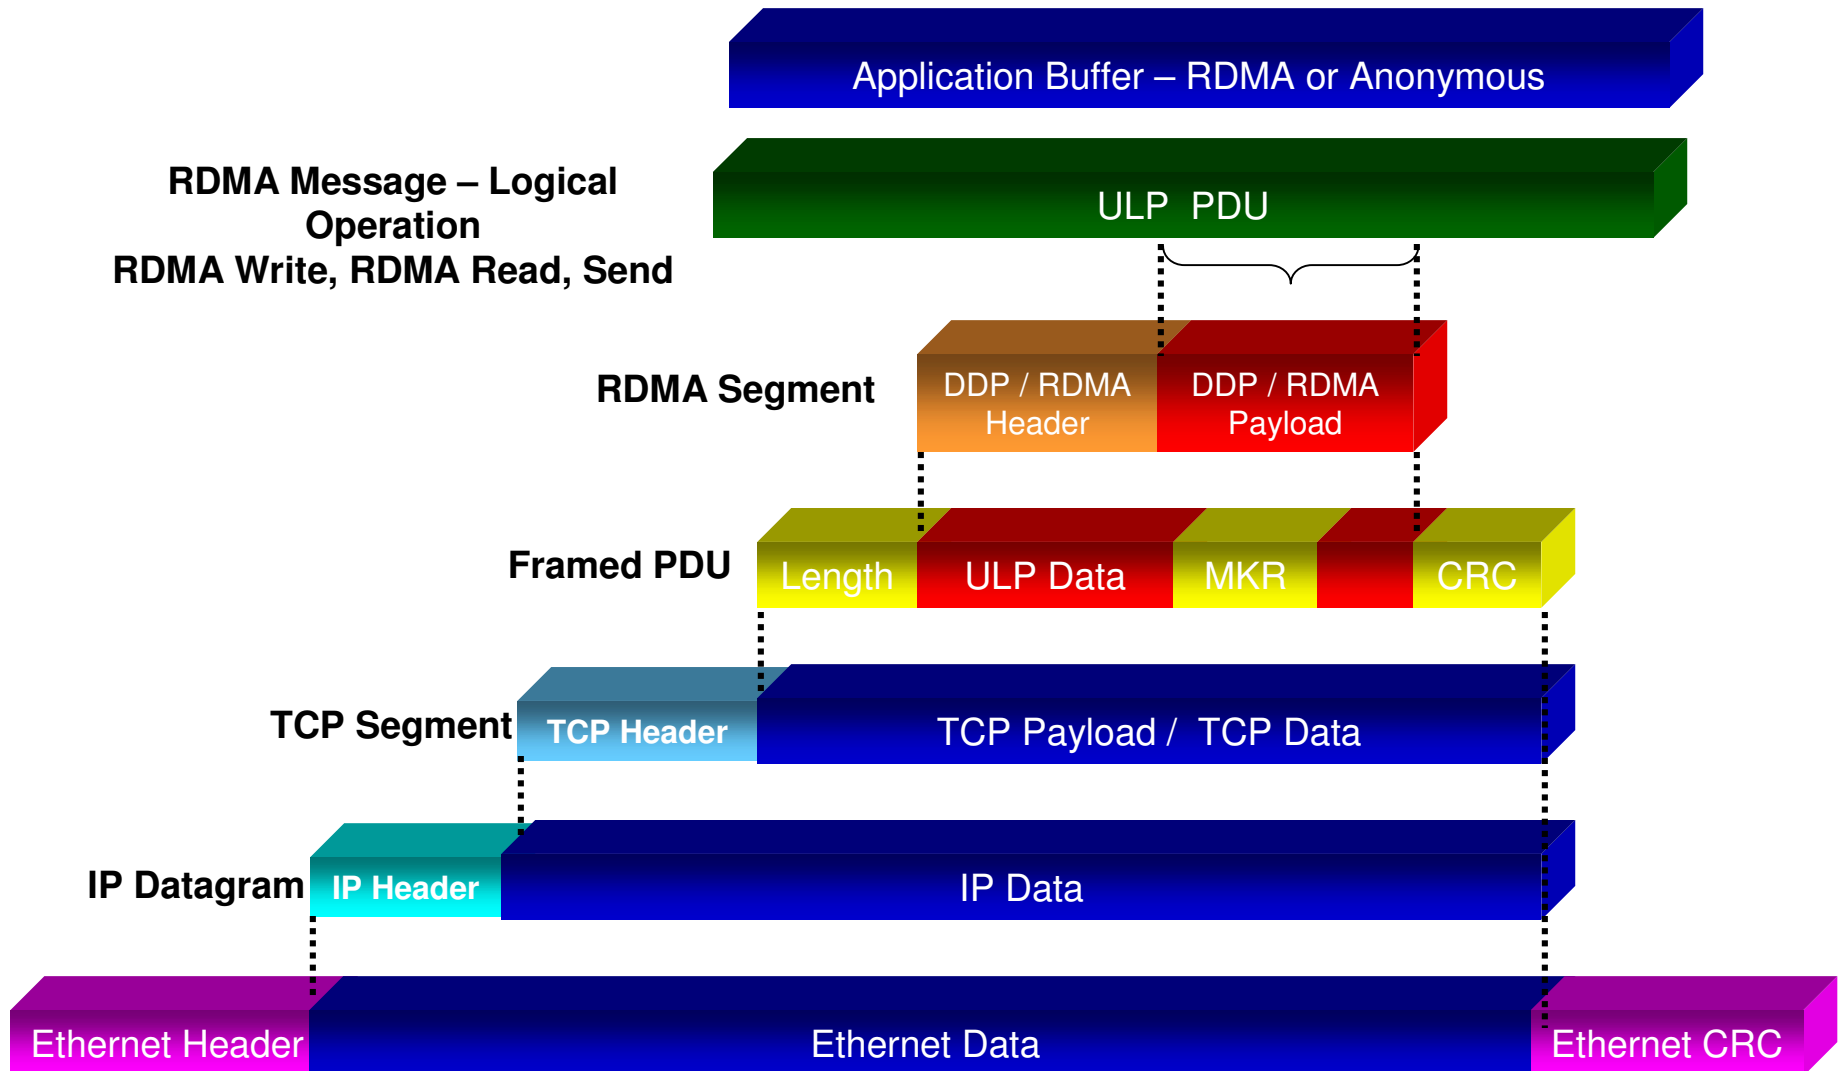 Application Buffer – RDMA or Anonymous
RDMA Message – Logical
Operation
RDMA Write, RDMA Read, Send
ULP PDU
RDMA Segment
DDP / RDMA
Header
DDP / RDMA
Payload
Framed PDU
Length
ULP Data
MKR
CRC
TCP Segment
TCP Header
TCP Payload / TCP Data
IP Datagram
IP Header
IP Data
Ethernet Header
Ethernet Data
Ethernet CRC